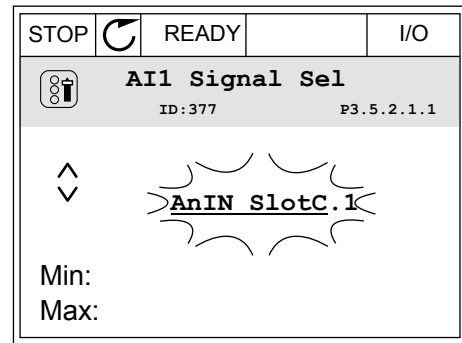 STOP READY I/O
AI1 Signal Sel
ID:377 P3.5.2.1.1
AnIN SlotC.1
Min:
Max: